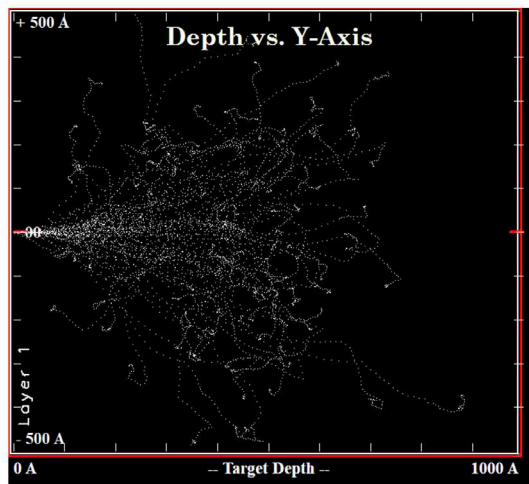 + 500 A
Depth vs. Y-Axis
00
Layer 1
- 500 A
0 A
-- Target Depth --
1000 A